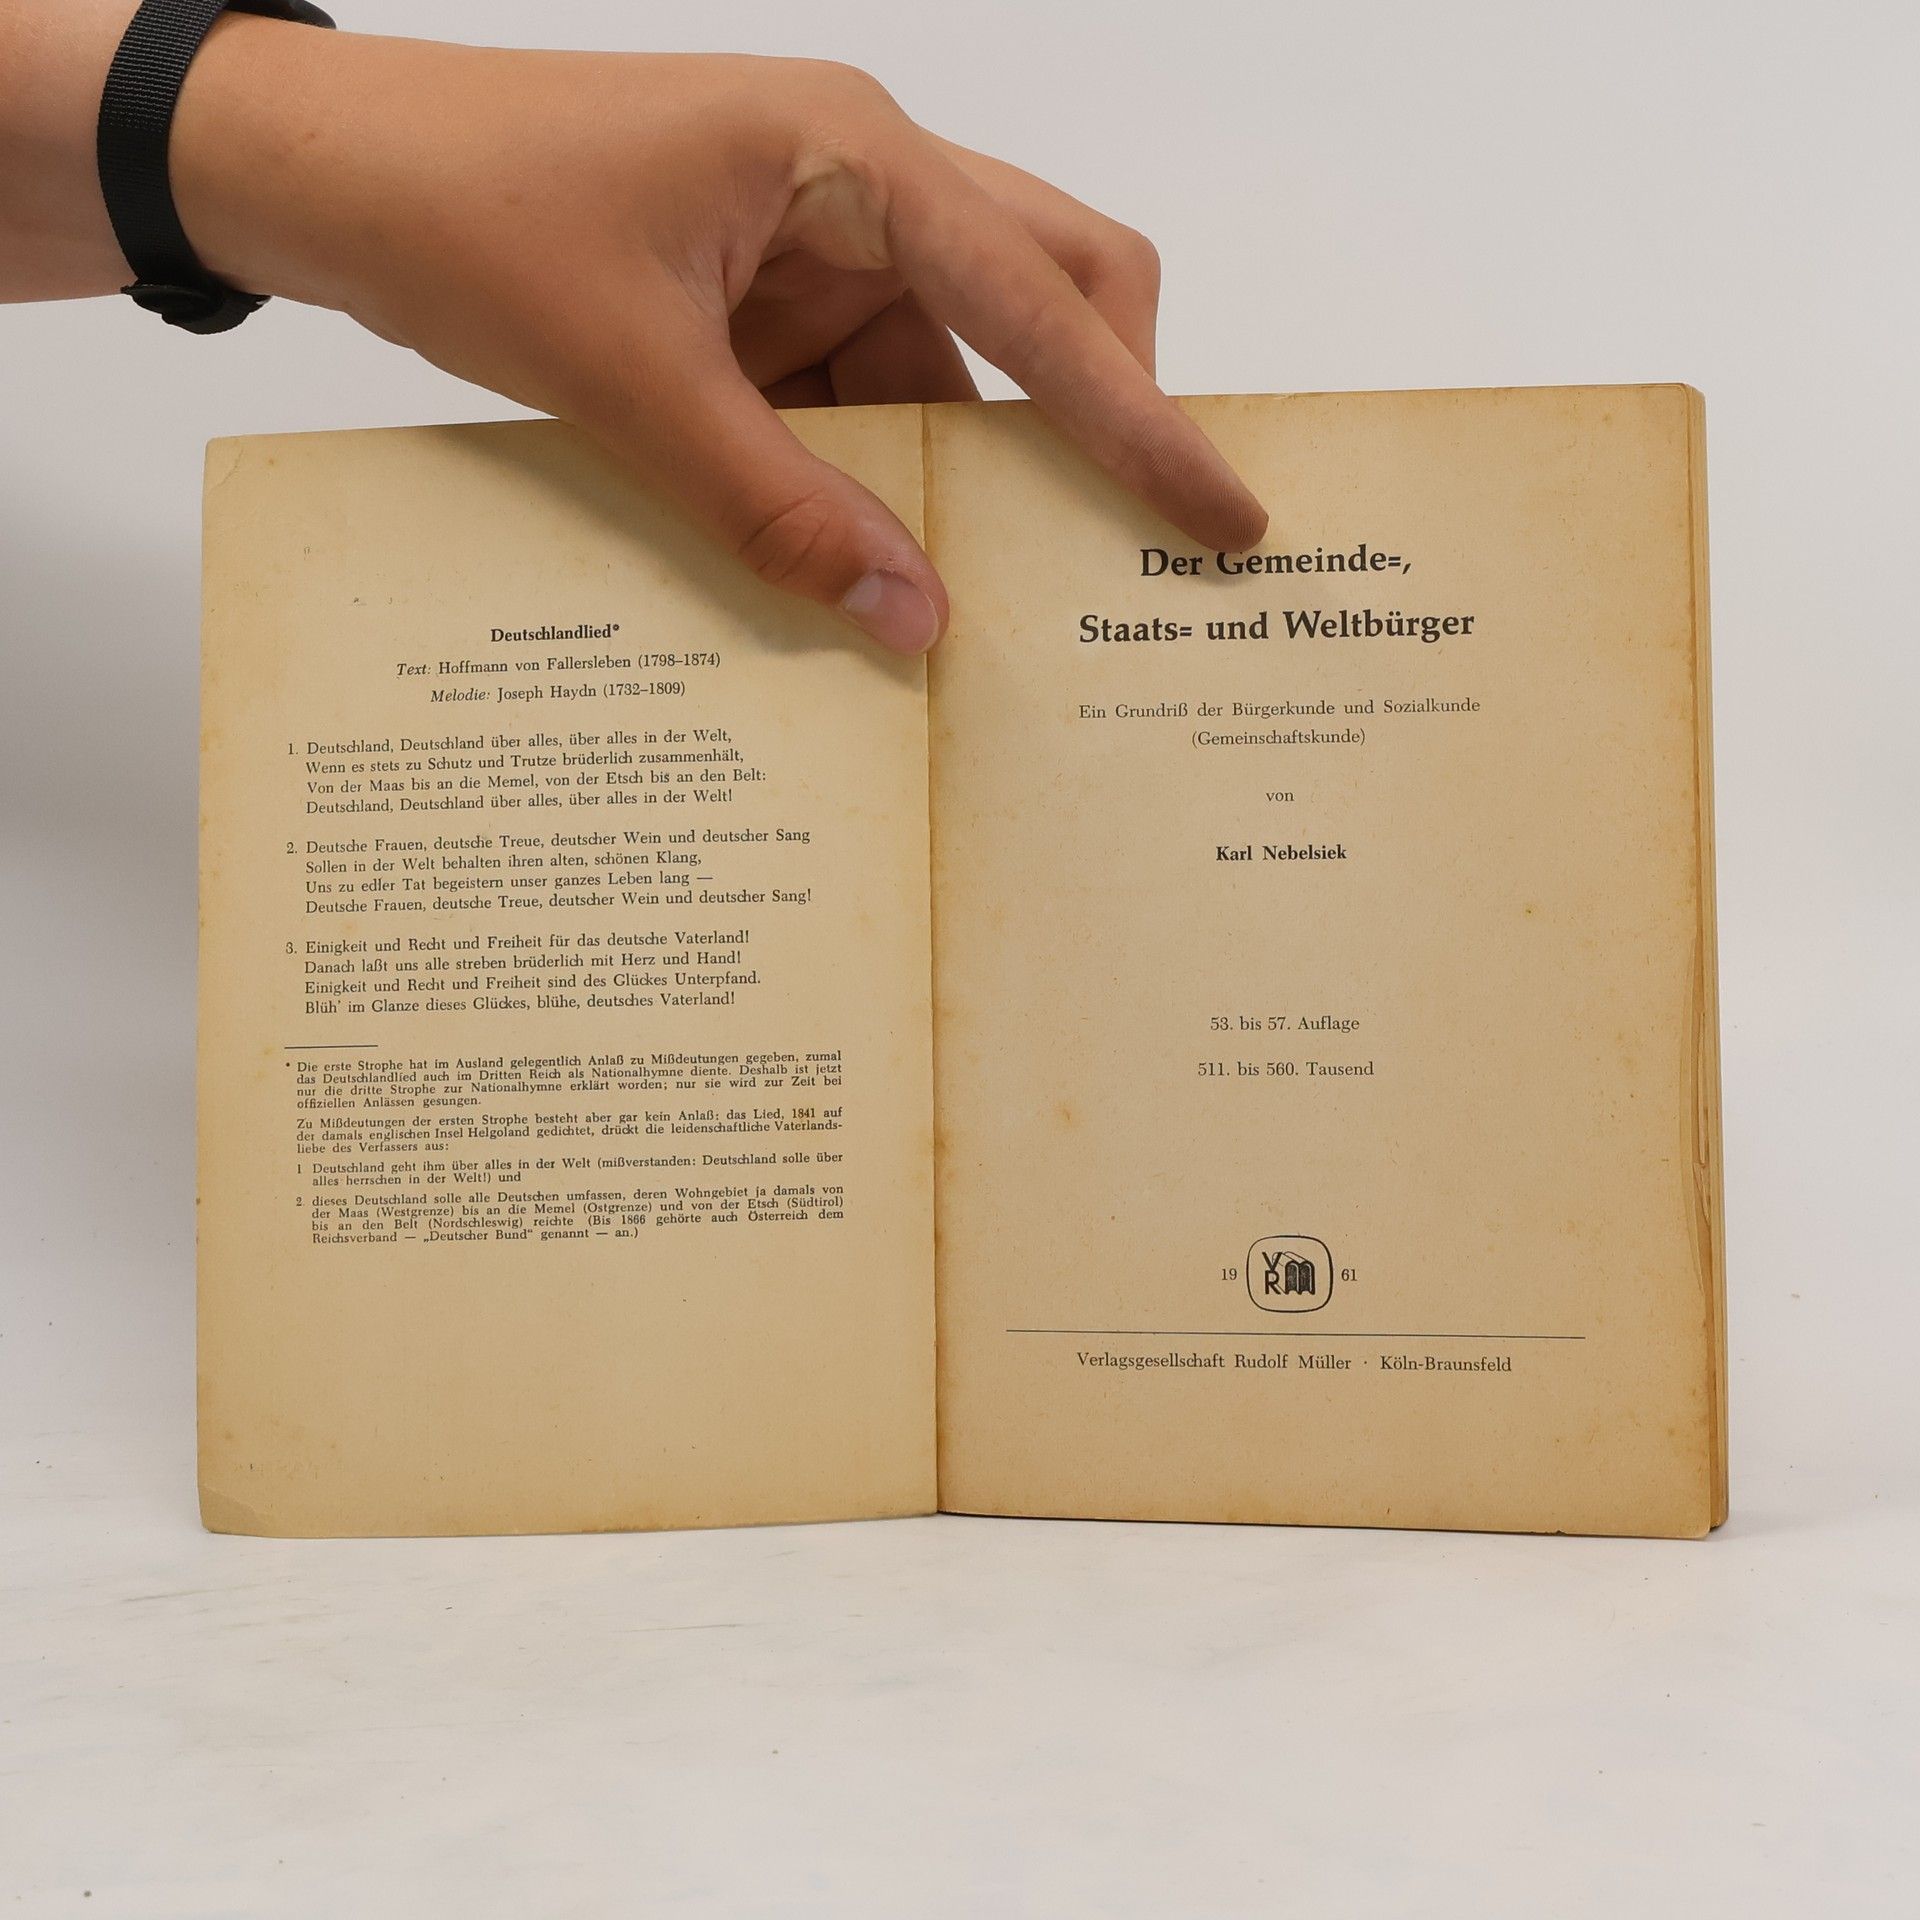 Deutschlandlied*
Text: Hoffmann von Fallersleben (1798–1874)
Melodie: Joseph Haydn (1732–1809)
1. Deutschland, Deutschland über alles, über alles in der Welt,
Wenn es stets zu Schutz und Trutze brüderlich zusammenhält,
Von der Maas bis an die Memel, von der Etsch bis an den Belt:
Deutschland, Deutschland über alles, über alles in der Welt!
2. Deutsche Frauen, deutsche Treue, deutscher Wein und deutscher Sang
Sollen in der Welt behalten ihren alten, schönen Klang,
Uns zu edler Tat begeistern unser ganzes Leben lang —
Deutsche Frauen, deutsche Treue, deutscher Wein und deutscher Sang!
3. Einigkeit und Recht und Freiheit für das deutsche Vaterland!
Danach laßt uns alle streben brüderlich mit Herz und Hand!
Einigkeit und Recht und Freiheit sind des Glückes Unterpfand.
Blüh' im Glanze dieses Glückes, blühe, deutsches Vaterland!
* Die erste Strophe hat im Ausland gelegentlich Anlaß zu Mißdeutungen gegeben, zumal
das Deutschlandlied auch im Dritten Reich als Nationalhymne diente. Deshalb ist jetzt
nur die dritte Strophe zur Nationalhymne erklärt worden; nur sie wird zur Zeit bei
offiziellen Anlässen gesungen.
Zu Mißdeutungen der ersten Strophe besteht aber gar kein Anlaß: das Lied, 1841 auf
der damals englischen Insel Helgoland gedichtet, drückt die leidenschaftliche Vaterlands-
liebe des Verfassers aus:
1 Deutschland geht ihm über alles in der Welt (mißverstanden: Deutschland solle über
alles herrschen in der Welt!) und
2. dieses Deutschland solle alle Deutschen umfassen, deren Wohngebiet ja damals von
der Maas (Westgrenze) bis an die Memel (Ostgrenze) und von der Etsch (Südtirol)
bis an den Belt (Nordschleswig) reichte (Bis 1866 gehörte auch Österreich dem
Reichsverband — „Deutscher Bund“ genannt — an.)
Der Gemeinde=,
Staats= und Weltbürger
Ein Grundriß der Bürgerkunde und Sozialkunde
(Gemeinschaftskunde)
von
Karl Nebelsiek
53. bis 57. Auflage
511. bis 560. Tausend
19 VRM 61
Verlagsgesellschaft Rudolf Müller · Köln-Braunsfeld